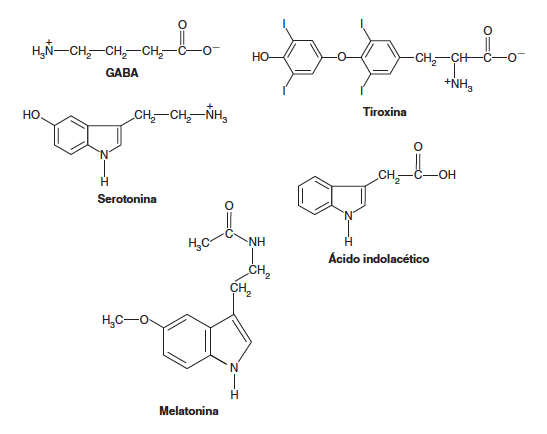 H₃N⁺—CH₂—CH₂—CH₂—C—O⁻
O
GABA
I I
HO O CH₂—CH—C—O⁻
O
I I
⁺NH₃
Tiroxina
HO CH₂—CH₂—NH₃⁺
N
H
Serotonina
O
CH₂—C—OH
N
H
Ácido indolacético
O
H₃C C NH
CH₂
CH₂
H₃C—O
N
H
Melatonina